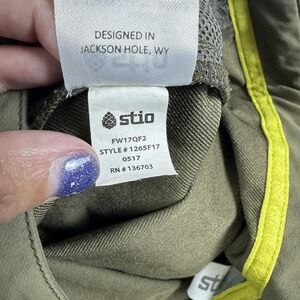 DESIGNED IN
JACKSON HOLE, WY
stio
FW17QF2
STYLE # 1265F17
0517
RN # 136703
sti